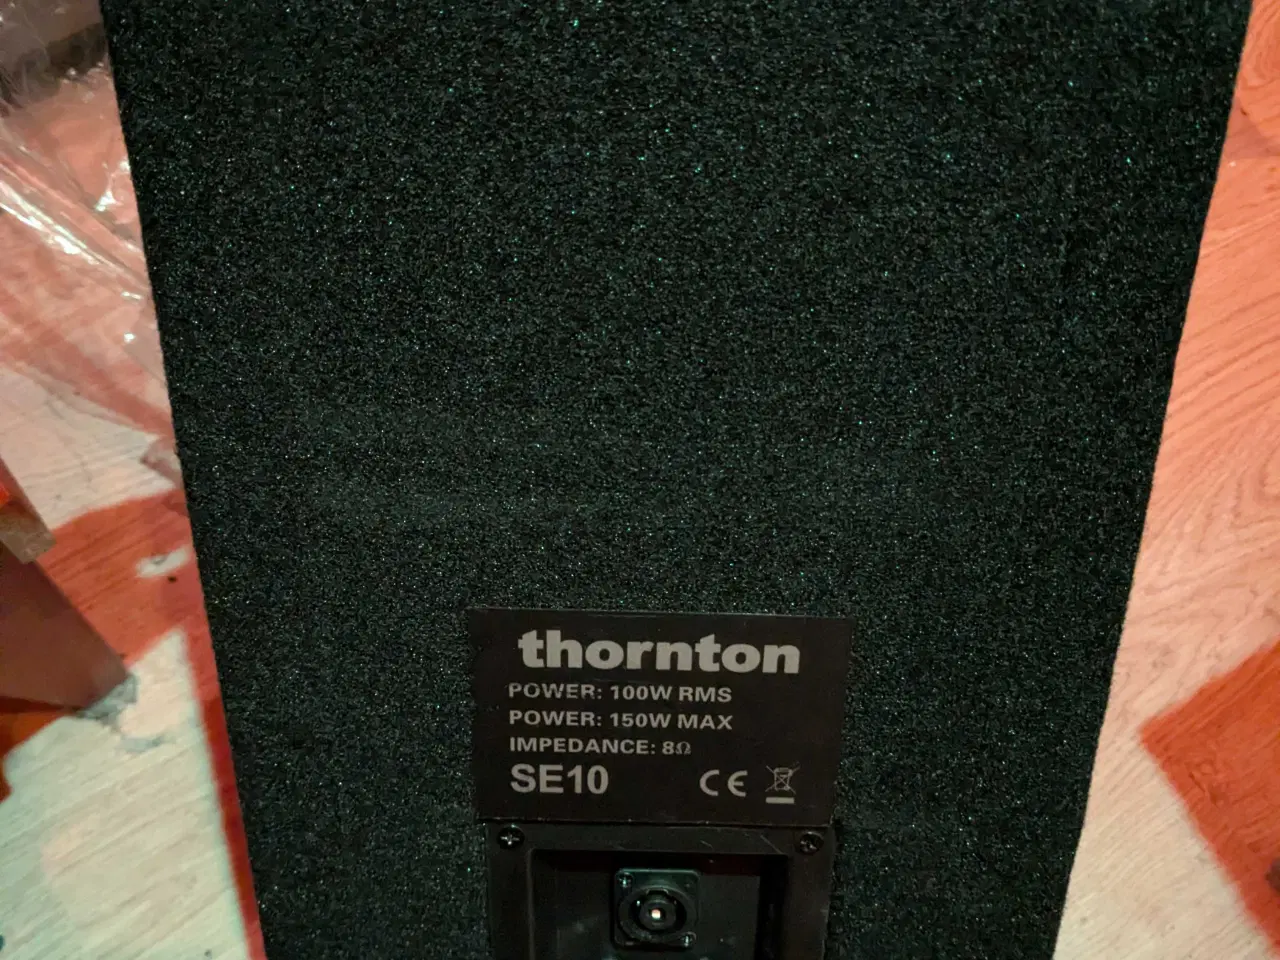 thornton
POWER: 100W RMS
POWER: 150W MAX
IMPEDANCE: 8Ω
SE10 CE